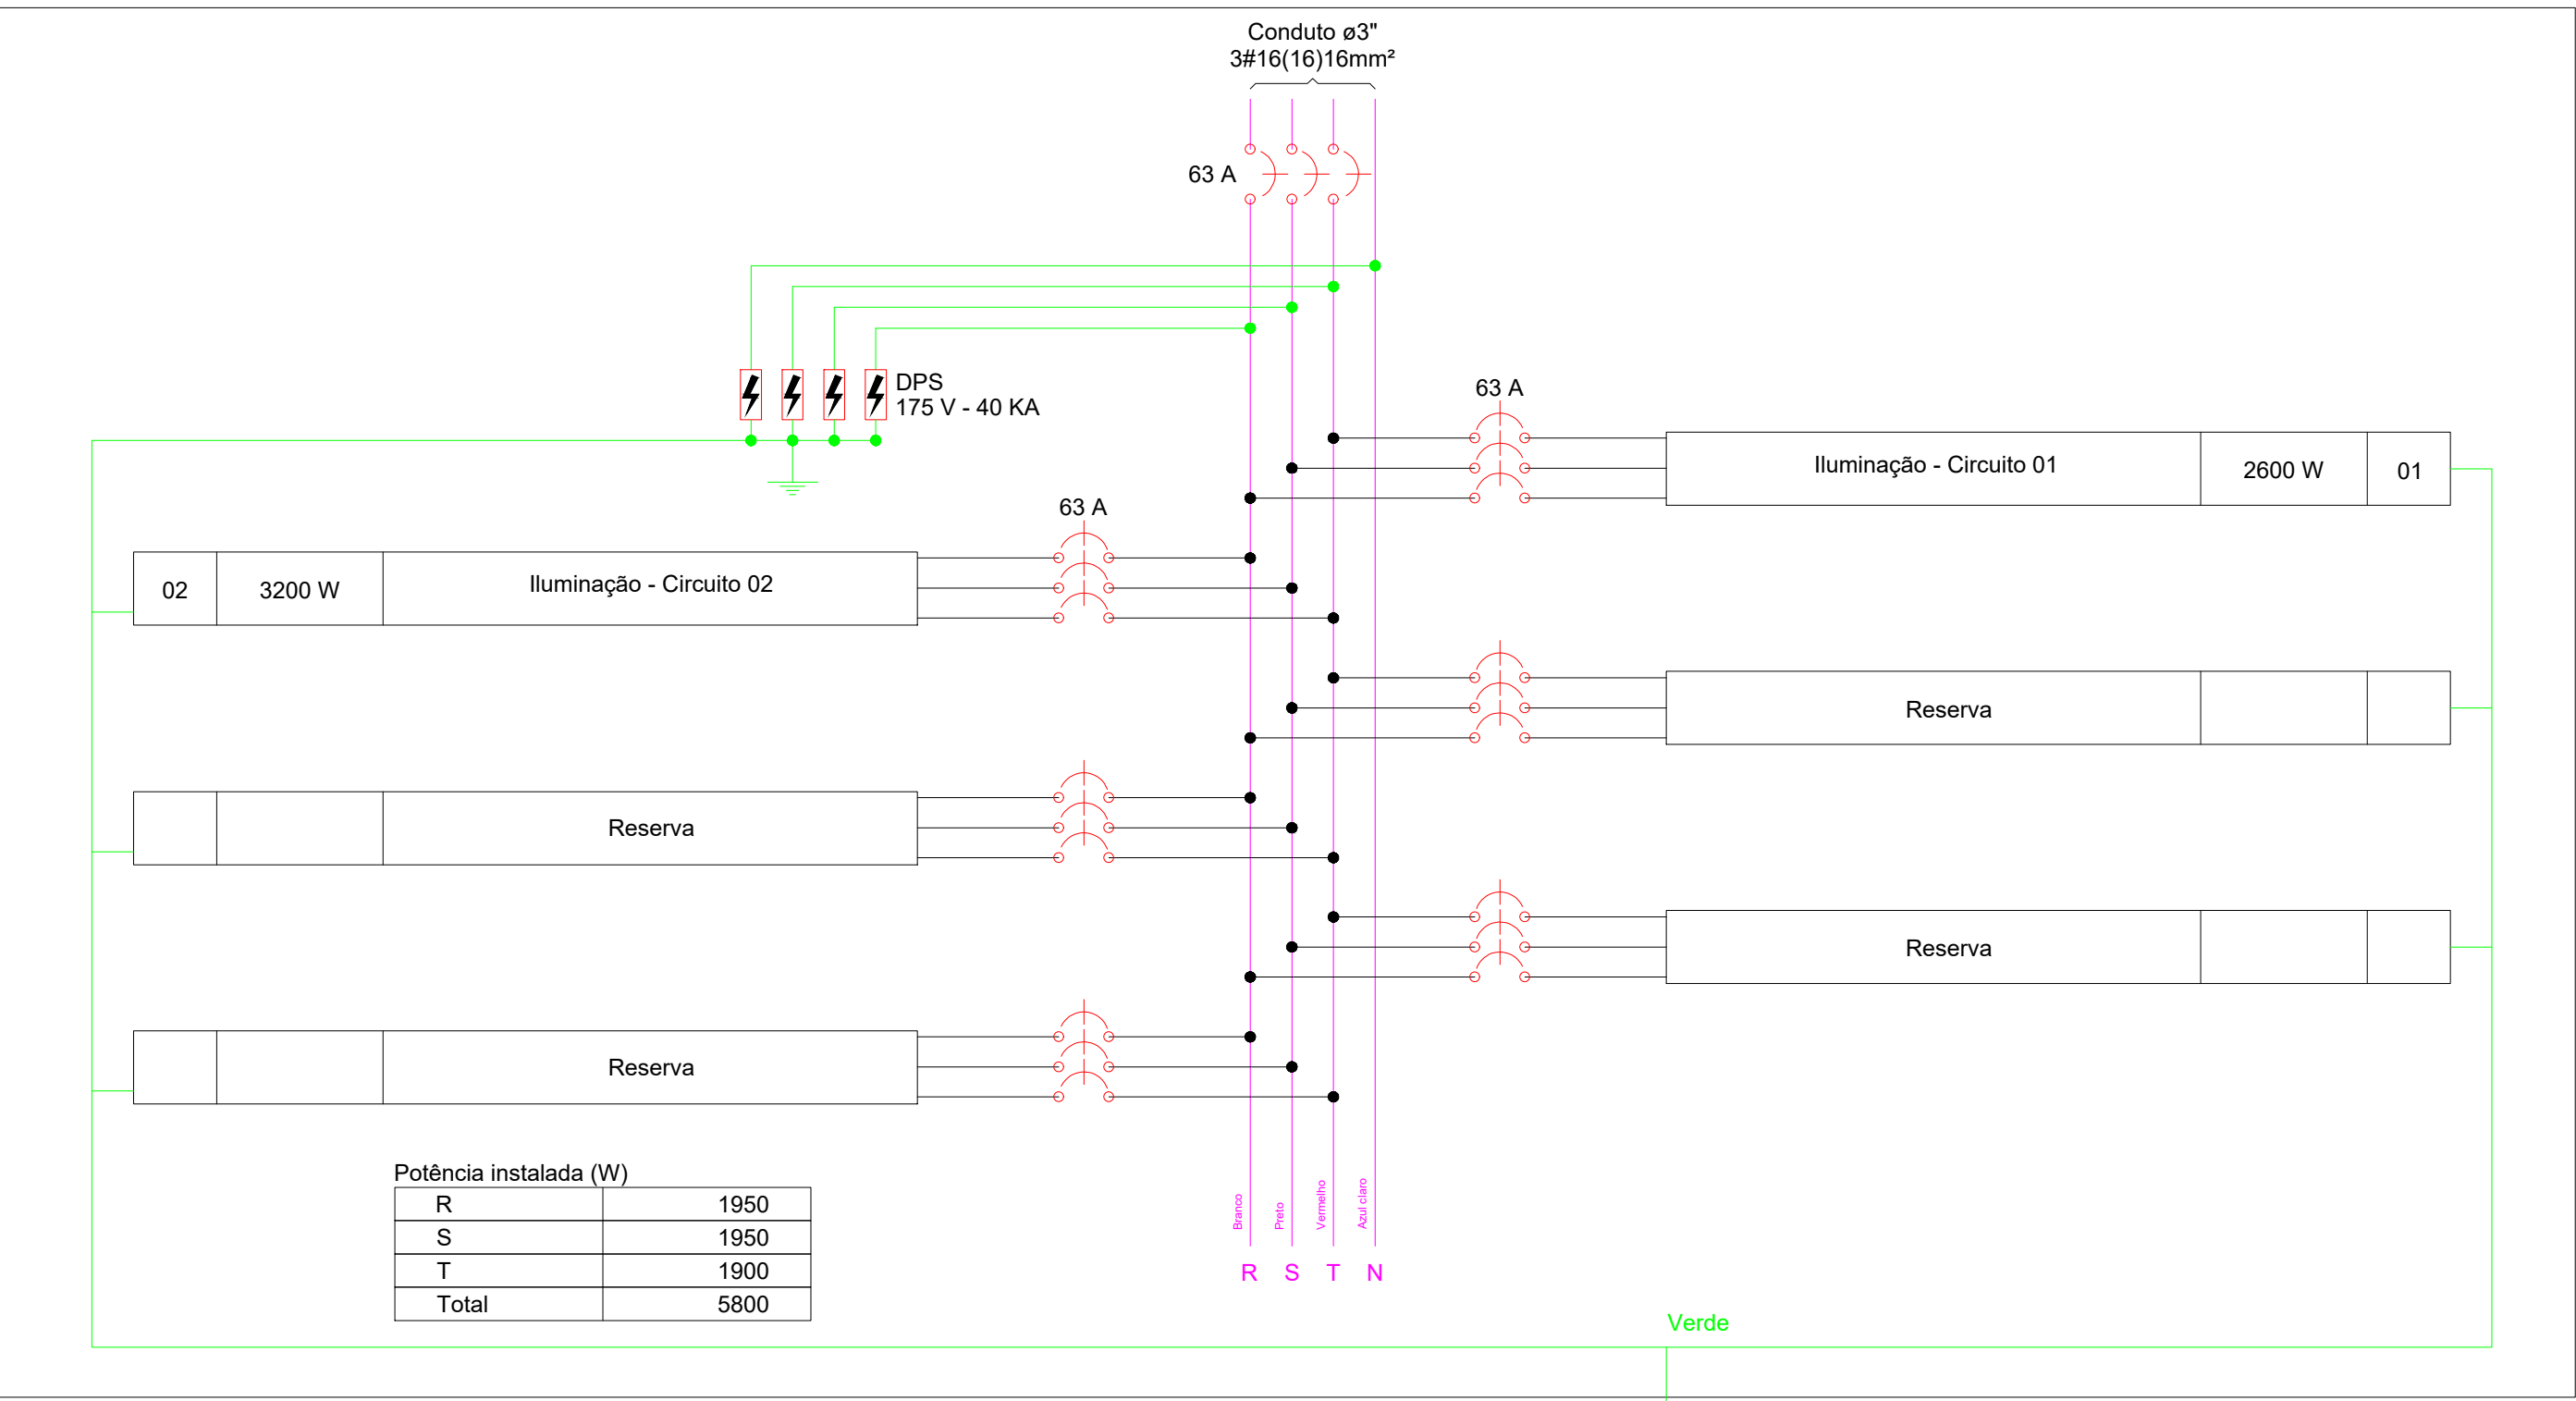 Conduto ø3"
3#16(16)16mm²
63 A
DPS
175 V - 40 KA
63 A
Iluminação - Circuito 01
2600 W
01
63 A
02
3200 W
Iluminação - Circuito 02
Reserva
Reserva
Reserva
Reserva
Potência instalada (W)
R 1950
S 1950
T 1900
Total 5800
Branco
Preto
Vermelho
Azul claro
R S T N
Verde